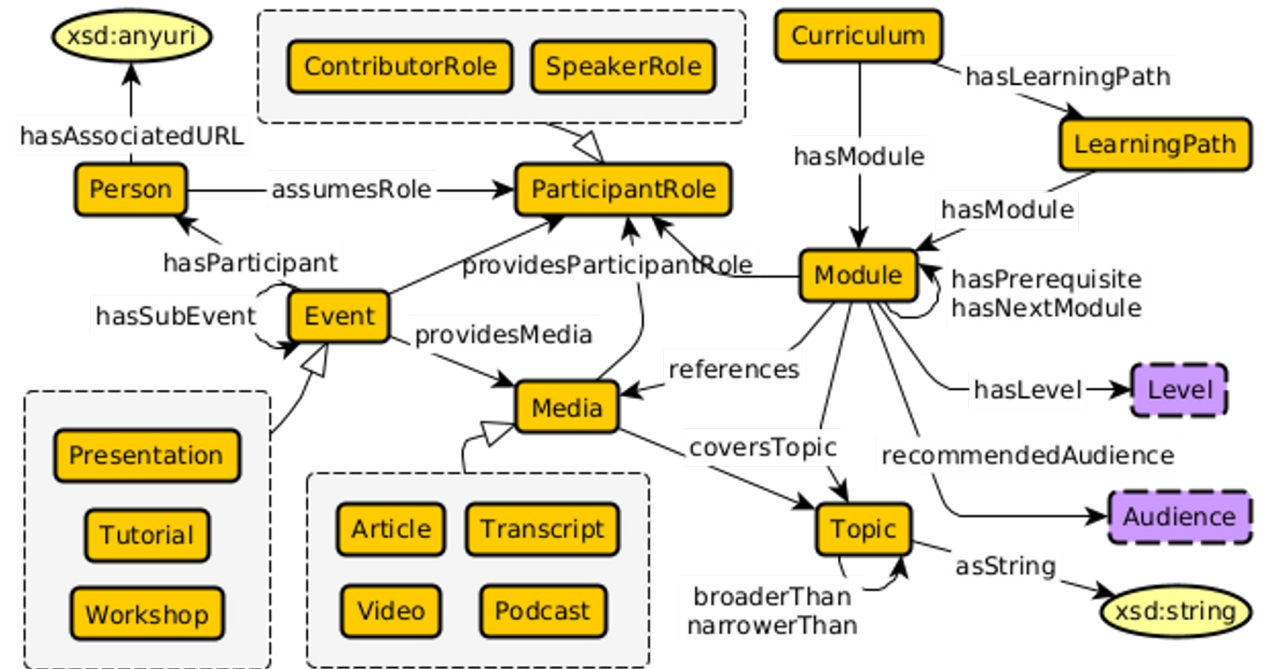 xsd:anyuri
ContributorRole
SpeakerRole
Curriculum
hasLearningPath
hasAssociatedURL
LearningPath
hasModule
Person
assumesRole
ParticipantRole
hasModule
hasParticipant
providesParticipantRole
Module
hasPrerequisite
hasNextModule
hasSubEvent
Event
providesMedia
references
hasLevel
Level
Media
Presentation
coversTopic
recommendedAudience
Article
Transcript
Topic
Audience
Tutorial
asString
Workshop
Video
Podcast
broaderThan
narrowerThan
xsd:string